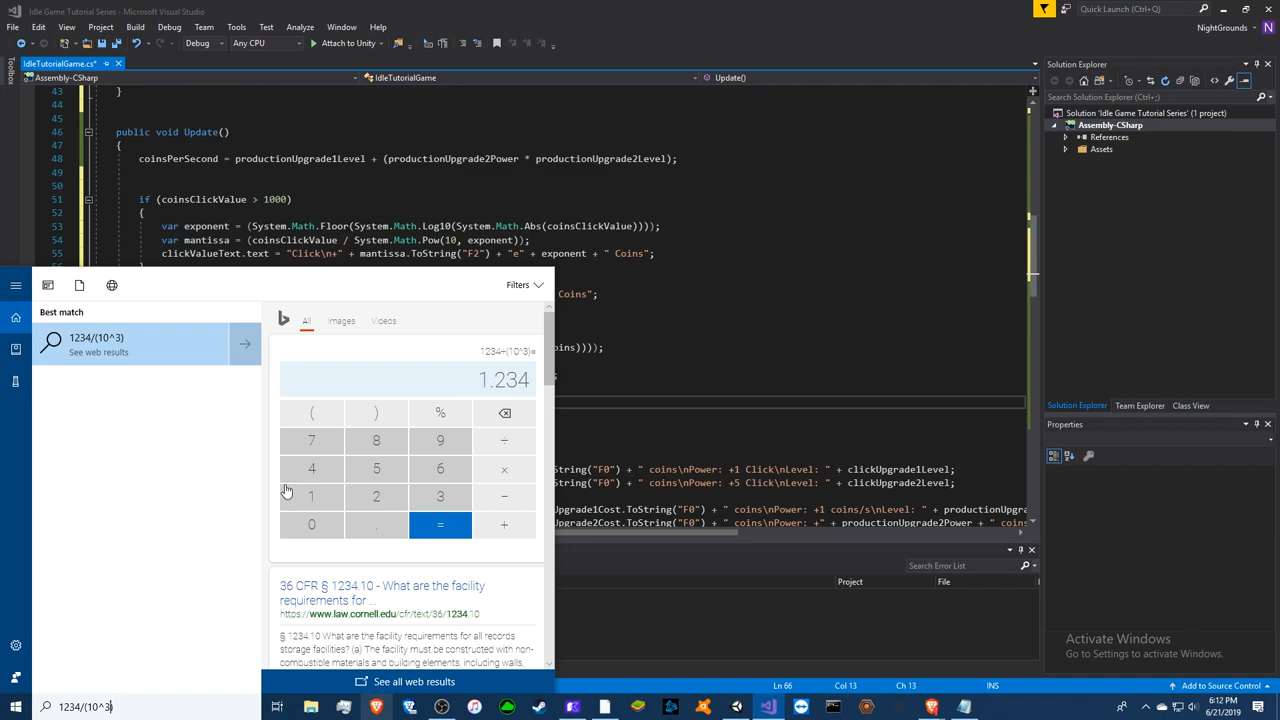 Idle Game Tutorial Series - Microsoft Visual Studio
Quick Launch (Ctrl+Q)
File Edit View Project Build Debug Team Tools Test Analyze Window Help
NightGrounds N
Debug Any CPU Attach to Unity
Toolbox
IdleTutorialGame.cs*
Assembly-CSharp IdleTutorialGame Update()
43 }
44
45
46 public void Update()
47 {
48 coinsPerSecond = productionUpgrade1Level + (productionUpgrade2Power * productionUpgrade2Level);
49
50
51 if (coinsClickValue > 1000)
52 {
53 var exponent = (System.Math.Floor(System.Math.Log10(System.Math.Abs(coinsClickValue))));
54 var mantissa = (coinsClickValue / System.Math.Pow(10, exponent));
55 clickValueText.text = "Click\n+" + mantissa.ToString("F2") + "e" + exponent + " Coins";
Coins";
ins))));
String("F0") + " coins\nPower: +1 Click\nLevel: " + clickUpgrade1Level;
String("F0") + " coins\nPower: +5 Click\nLevel: " + clickUpgrade2Level;
grade1Cost.ToString("F0") + " coins\nPower: +1 coins/s\nLevel: " + production
grade2Cost.ToString("F0") + " coins\nPower: +" + productionUpgrade2Power +
Solution Explorer
Search Solution Explorer (Ctrl+;)
Solution 'Idle Game Tutorial Series' (1 project)
Assembly-CSharp
References
Assets
Solution Explorer Team Explorer Class View
Properties
Filters
Best match
1234/(10^3)
See web results
All Images Videos
1234÷(10^3)=
1.234
( ) %
7 8 9 ÷
4 5 6 ×
1 2 3 −
0 . = +
36 CFR § 1234.10 - What are the facility
requirements for ...
https://www.law.cornell.edu/cfr/text/36/1234.10
§ 1234.10 What are the facility requirements for all records
storage facilities? (a) The facility must be constructed with non-
combustible materials and building elements, including walls,
See all web results
Search Error List
Project File
Activate Windows
Go to Settings to activate Windows.
Ln 66 Col 13 Ch 13 INS
Add to Source Control
1234/(10^3)
6:12 PM
6/21/2019